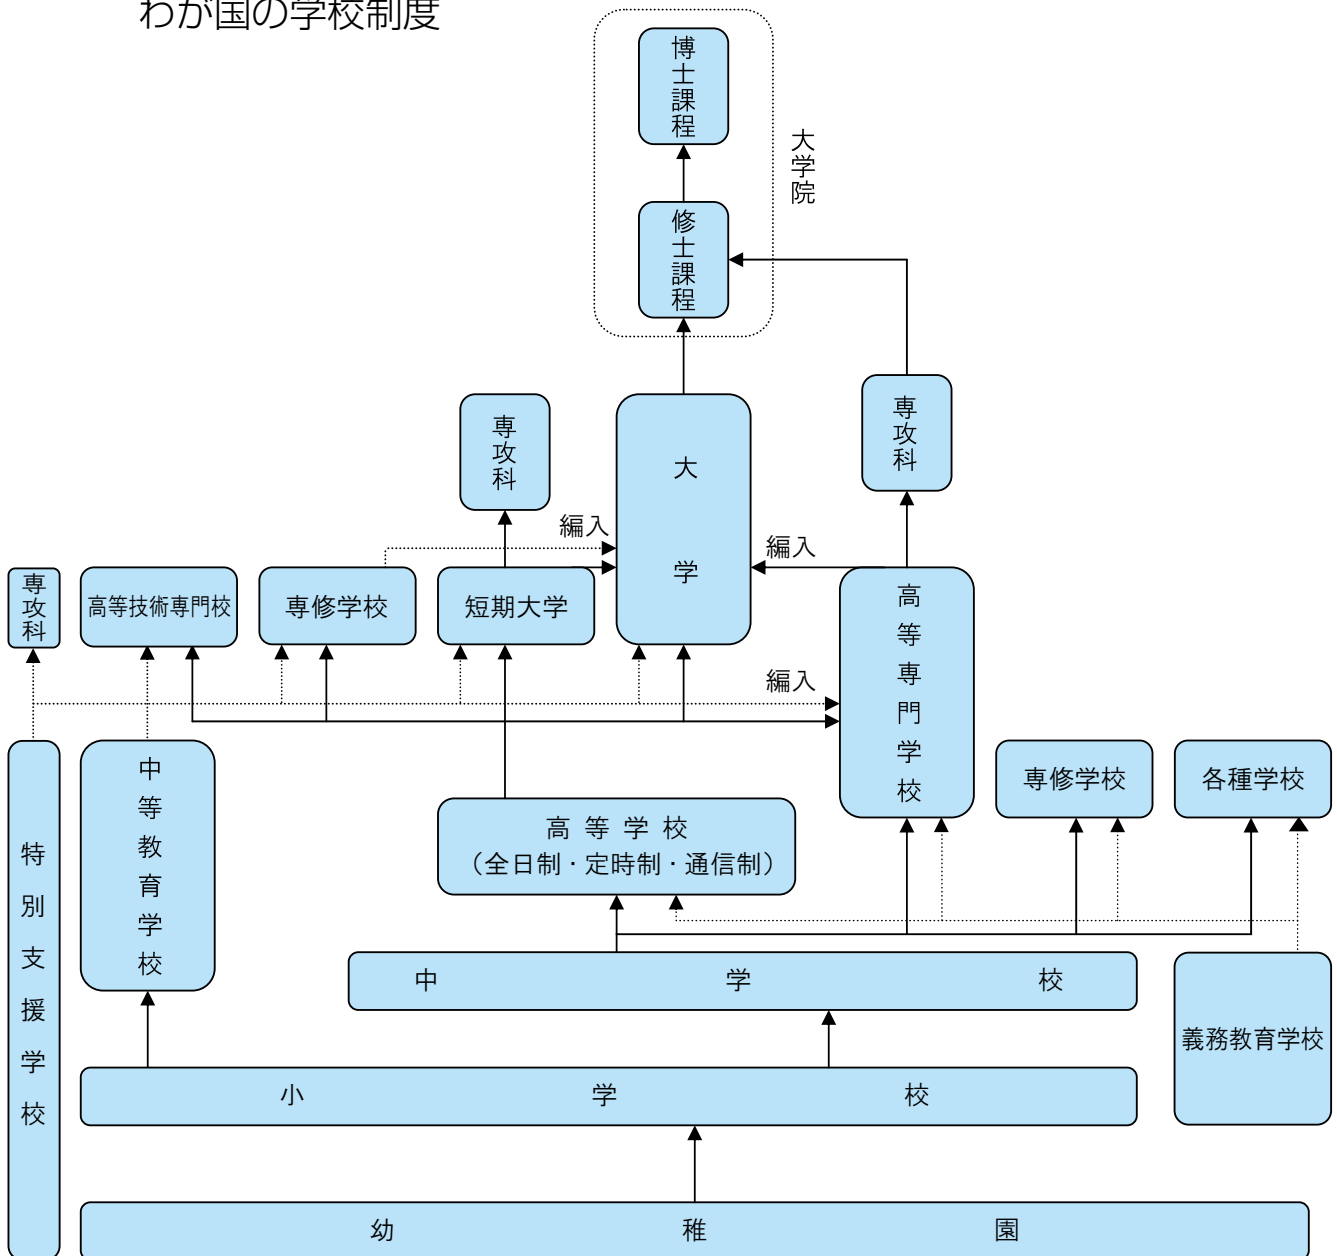 わが国の学校制度
博士課程
大学院
修士課程
専攻科
専攻科
大学
編入
編入
専攻科
高等技術専門校
専修学校
短期大学
高等専門学校
編入
中等教育学校
専修学校
各種学校
高等学校
（全日制・定時制・通信制）
特別支援学校
中学校
義務教育学校
小学校
幼稚園